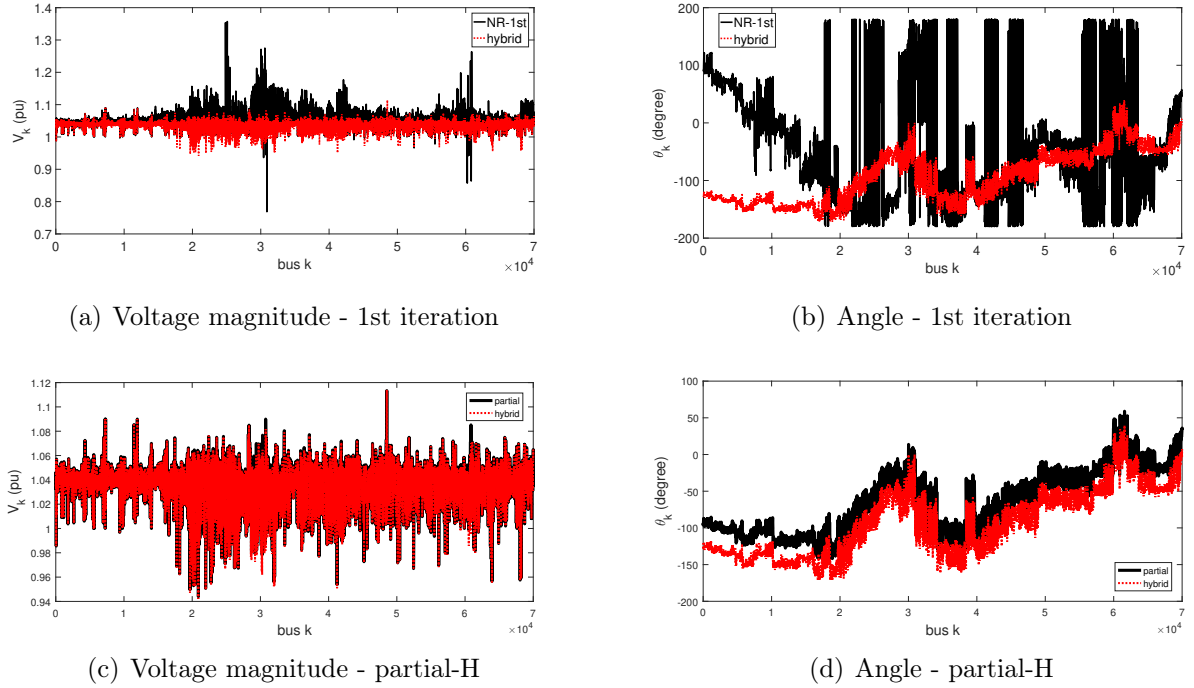 1.4
1.3
1.2
1.1
1
0.9
0.8
0.7
V_k (pu)
NR-1st
hybrid
0 1 2 3 4 5 6 7
bus k
×10^4
(a) Voltage magnitude - 1st iteration
200
100
0
-100
-200
θ_k (degree)
NR-1st
hybrid
0 1 2 3 4 5 6 7
bus k
×10^4
(b) Angle - 1st iteration
1.12
1.1
1.08
1.06
1.04
1.02
1
0.98
0.96
0.94
V_k (pu)
partial
hybrid
0 1 2 3 4 5 6 7
bus k
×10^4
(c) Voltage magnitude - partial-H
100
50
0
-50
-100
-150
-200
θ_k (degree)
partial
hybrid
0 1 2 3 4 5 6 7
bus k
×10^4
(d) Angle - partial-H